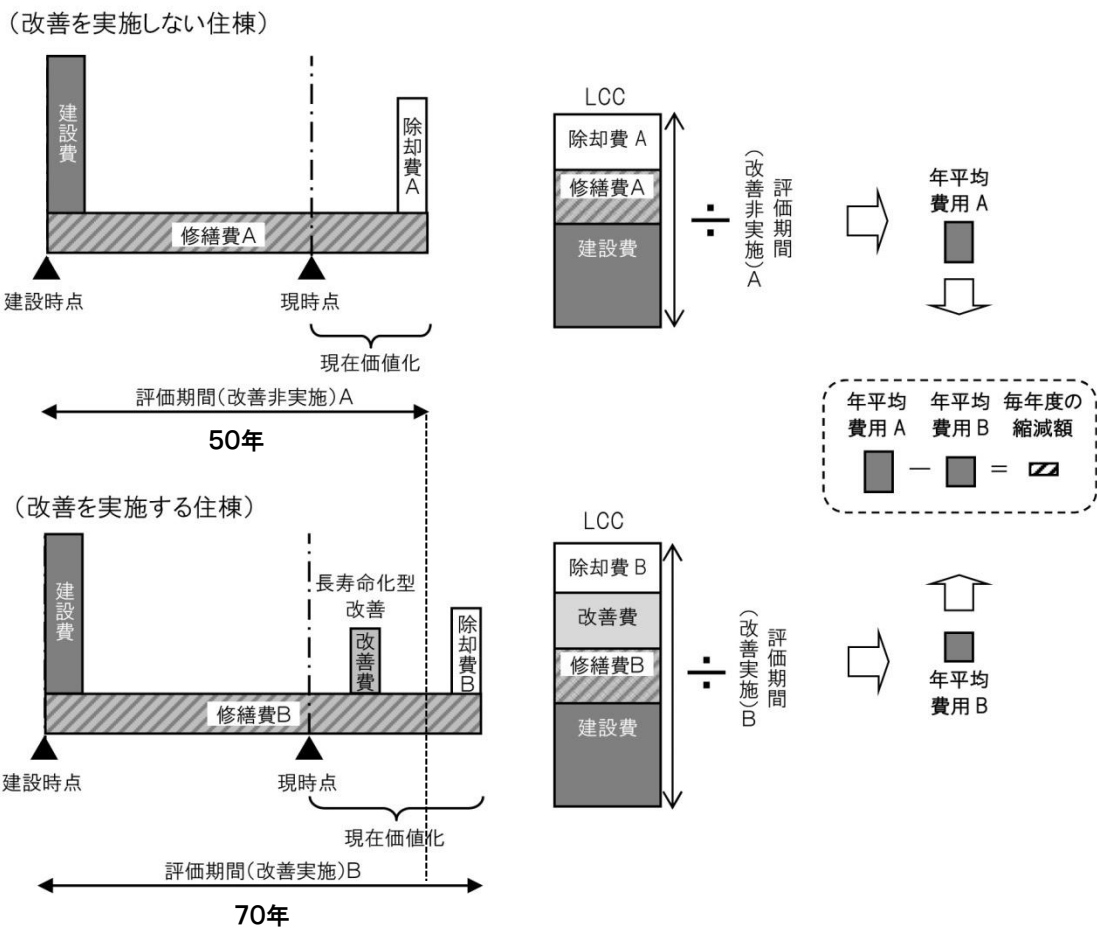 （改善を実施しない住棟）
建設費
除却費A
修繕費A
建設時点
現時点
現在価値化
評価期間(改善非実施)A
50年
LCC
除却費 A
修繕費A
建設費
÷
評価期間
(改善非実施)A
年平均
費用 A
年平均 年平均 毎年度の
費用 A 費用 B 縮減額
－ ＝
（改善を実施する住棟）
建設費
長寿命化型
改善
改善費
除却費B
修繕費B
建設時点
現時点
現在価値化
評価期間(改善実施)B
70年
LCC
除却費 B
改善費
修繕費B
建設費
÷
評価期間
(改善実施)B
年平均
費用 B